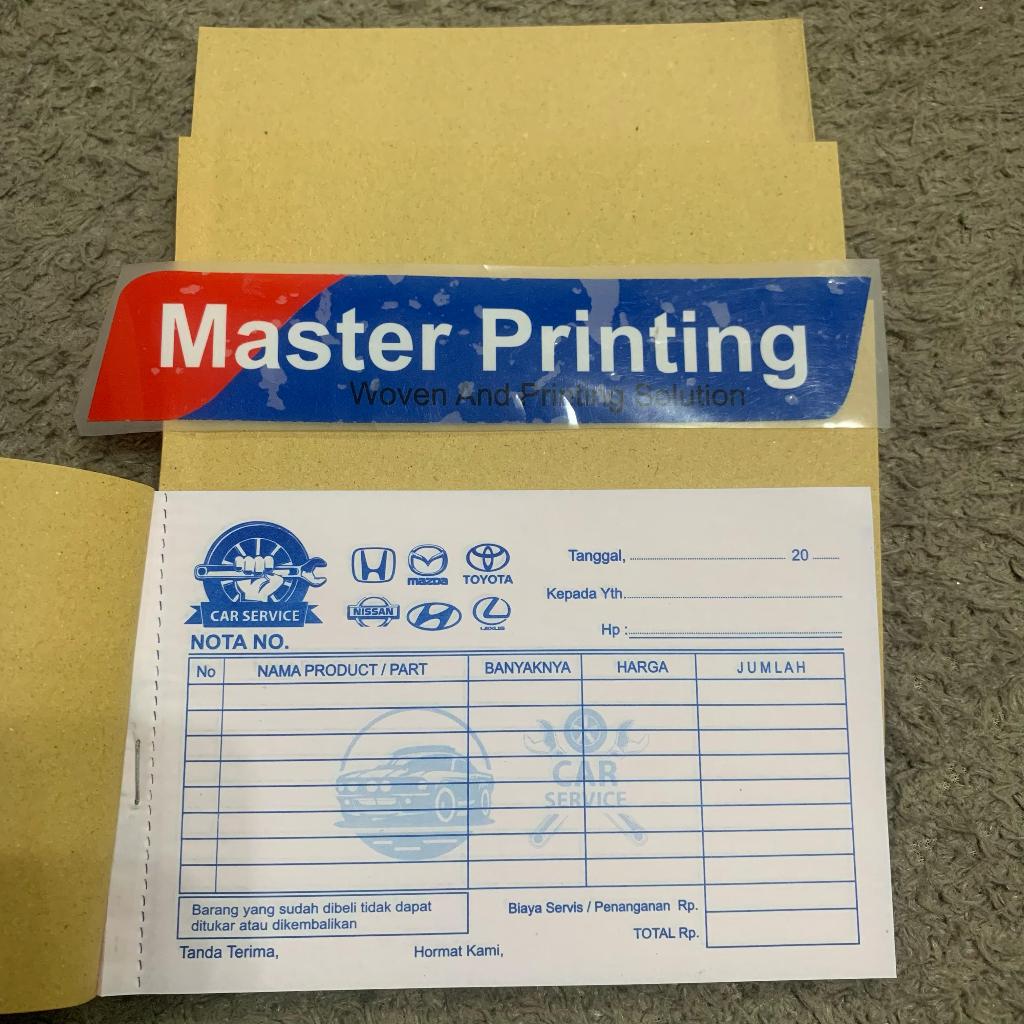 Master Printing
Woven And Printing Solution
CAR SERVICE
mazda
TOYOTA
NISSAN
LEXUS
Tanggal, 20
Kepada Yth
Hp :
NOTA NO.
No NAMA PRODUCT / PART BANYAKNYA HARGA JUMLAH
CAR
SERVICE
Barang yang sudah dibeli tidak dapat
ditukar atau dikembalikan
Biaya Servis / Penanganan Rp.
TOTAL Rp.
Tanda Terima, Hormat Kami,